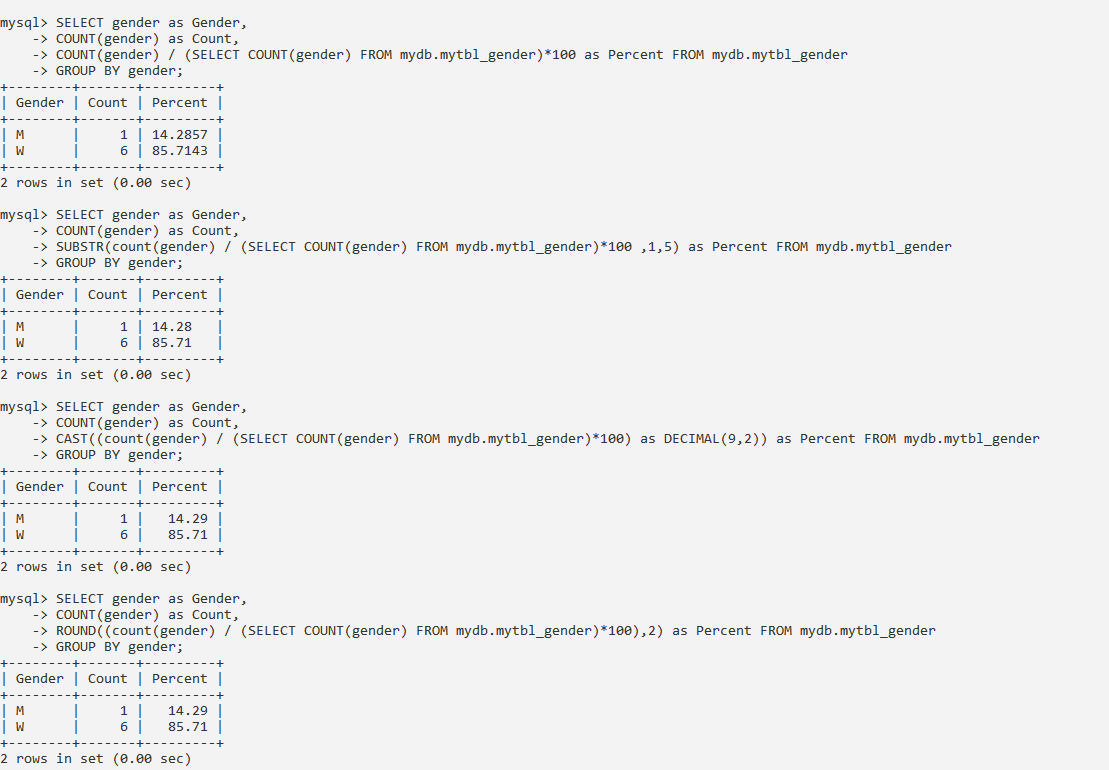 mysql> SELECT gender as Gender,
    -> COUNT(gender) as Count,
    -> COUNT(gender) / (SELECT COUNT(gender) FROM mydb.mytbl_gender)*100 as Percent FROM mydb.mytbl_gender
    -> GROUP BY gender;
+--------+-------+---------+
| Gender | Count | Percent |
+--------+-------+---------+
| M      |     1 | 14.2857 |
| W      |     6 | 85.7143 |
+--------+-------+---------+
2 rows in set (0.00 sec)

mysql> SELECT gender as Gender,
    -> COUNT(gender) as Count,
    -> SUBSTR(count(gender) / (SELECT COUNT(gender) FROM mydb.mytbl_gender)*100 ,1,5) as Percent FROM mydb.mytbl_gender
    -> GROUP BY gender;
+--------+-------+---------+
| Gender | Count | Percent |
+--------+-------+---------+
| M      |     1 | 14.28   |
| W      |     6 | 85.71   |
+--------+-------+---------+
2 rows in set (0.00 sec)

mysql> SELECT gender as Gender,
    -> COUNT(gender) as Count,
    -> CAST((count(gender) / (SELECT COUNT(gender) FROM mydb.mytbl_gender)*100) as DECIMAL(9,2)) as Percent FROM mydb.mytbl_gender
    -> GROUP BY gender;
+--------+-------+---------+
| Gender | Count | Percent |
+--------+-------+---------+
| M      |     1 |   14.29 |
| W      |     6 |   85.71 |
+--------+-------+---------+
2 rows in set (0.00 sec)

mysql> SELECT gender as Gender,
    -> COUNT(gender) as Count,
    -> ROUND((count(gender) / (SELECT COUNT(gender) FROM mydb.mytbl_gender)*100),2) as Percent FROM mydb.mytbl_gender
    -> GROUP BY gender;
+--------+-------+---------+
| Gender | Count | Percent |
+--------+-------+---------+
| M      |     1 |   14.29 |
| W      |     6 |   85.71 |
+--------+-------+---------+
2 rows in set (0.00 sec)